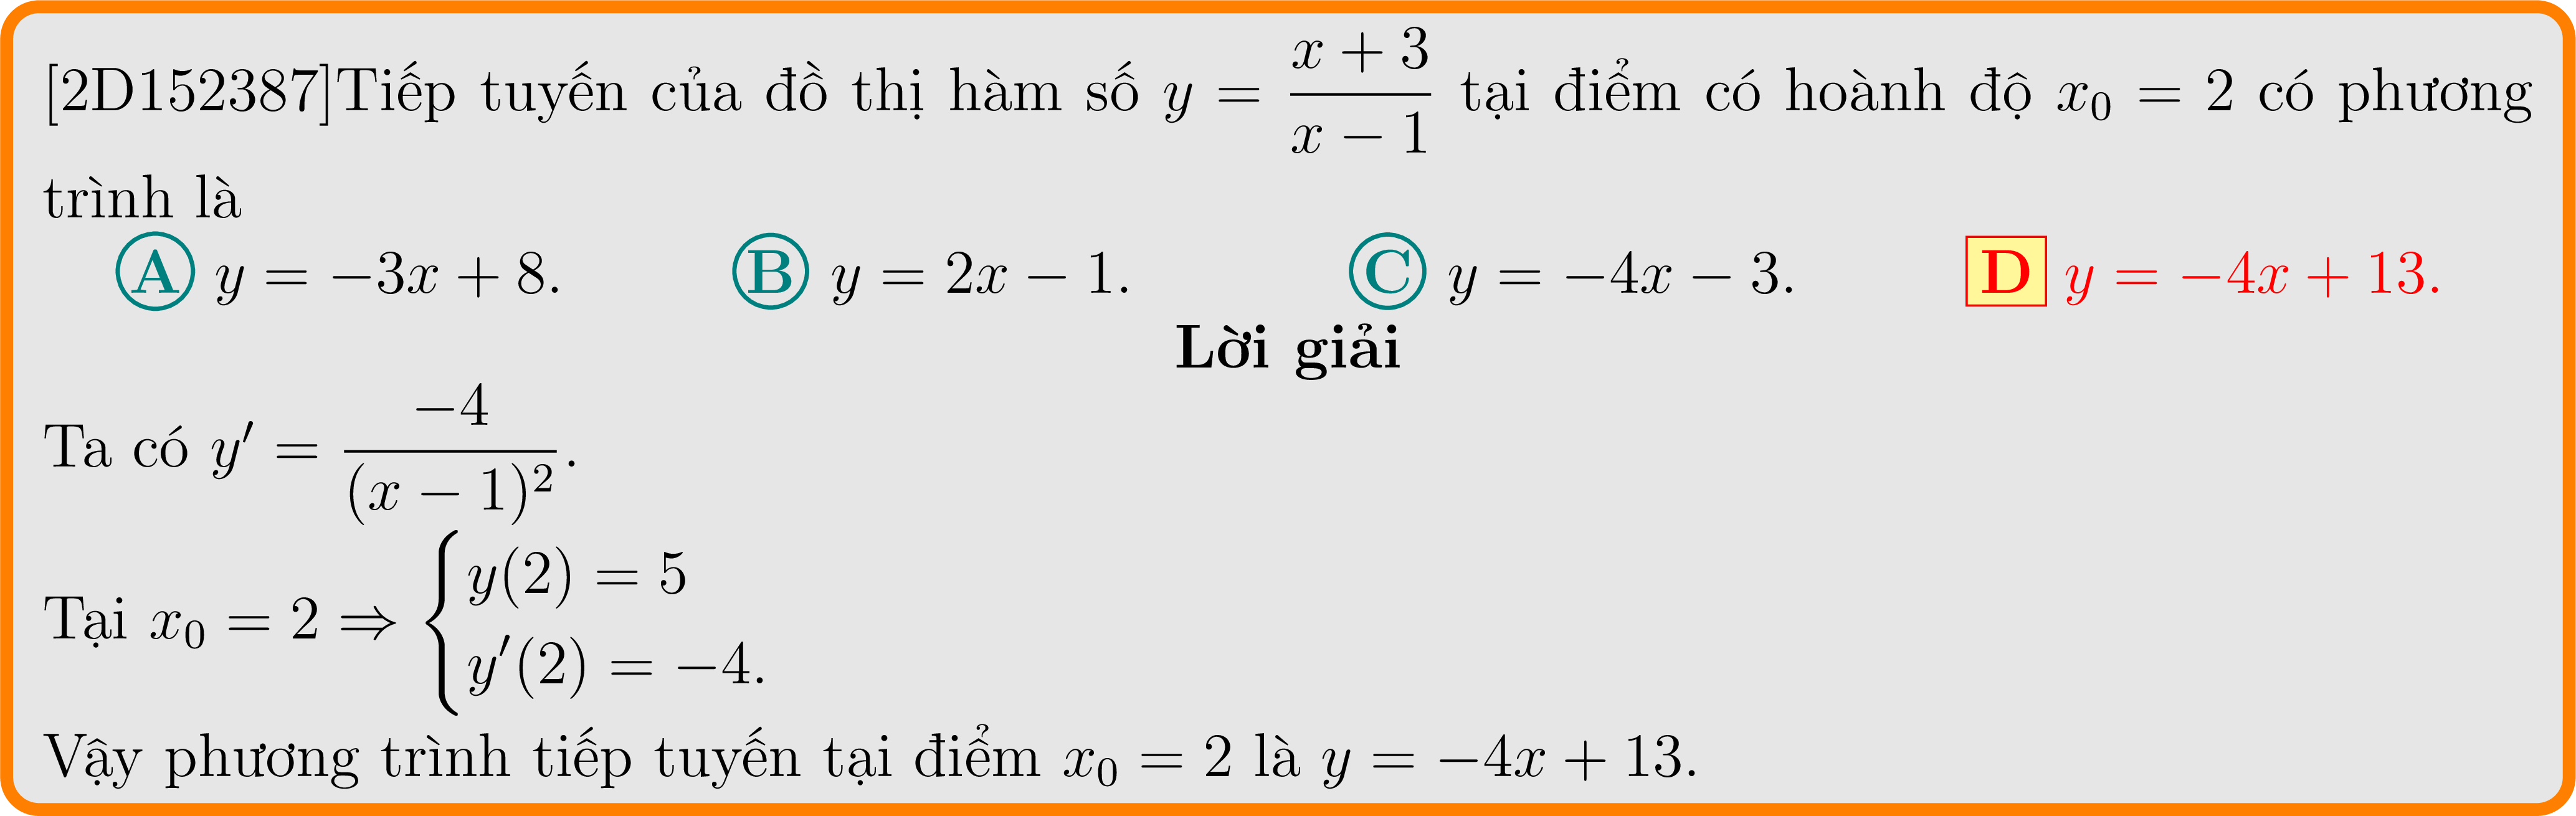 [2D152387]Tiếp tuyến của đồ thị hàm số $y = \dfrac{x+3}{x-1}$ tại điểm có hoành độ $x_0 = 2$ có phương
trình là
Ⓐ $y = -3x + 8$. Ⓑ $y = 2x - 1$. Ⓒ $y = -4x - 3$. D $y = -4x + 13$.
Lời giải
Ta có $y' = \dfrac{-4}{(x-1)^2}$.
Tại $x_0 = 2 \Rightarrow \begin{cases} y(2) = 5 \\ y'(2) = -4. \end{cases}$
Vậy phương trình tiếp tuyến tại điểm $x_0 = 2$ là $y = -4x + 13$.